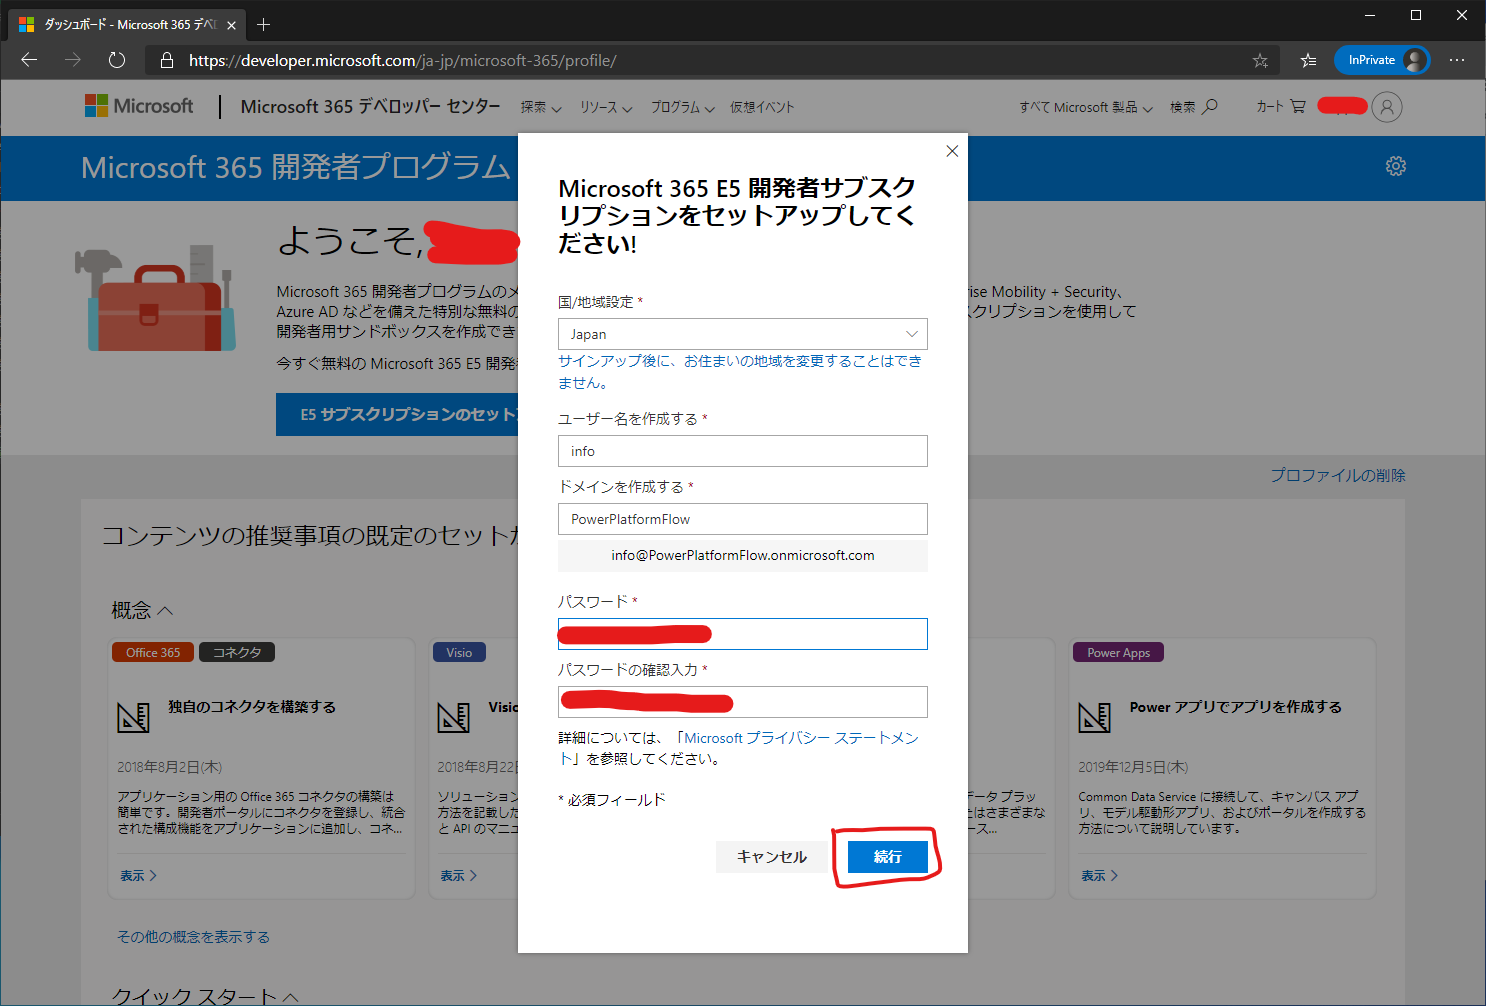 ダッシュボード - Microsoft 365 デベ
https://developer.microsoft.com/ja-jp/microsoft-365/profile/
InPrivate
Microsoft
Microsoft 365 デベロッパー センター
探索
リソース
プログラム
仮想イベント
すべて Microsoft 製品
検索
カート
Microsoft 365 開発者プログラム
ようこそ,
Microsoft 365 開発者プログラムのメ
Azure AD などを備えた特別な無料の
開発者用サンドボックスを作成でき
今すぐ無料の Microsoft 365 E5 開発
E5 サブスクリプションのセット
rise Mobility + Security、
スクリプションを使用して
プロファイルの削除
Microsoft 365 E5 開発者サブスク
リプションをセットアップしてく
ださい!
国/地域設定 *
Japan
サインアップ後に、お住まいの地域を変更することはでき
ません。
ユーザー名を作成する *
info
ドメインを作成する *
PowerPlatformFlow
info@PowerPlatformFlow.onmicrosoft.com
パスワード *
パスワードの確認入力 *
詳細については、「Microsoft プライバシー ステートメン
ト」を参照してください。
* 必須フィールド
キャンセル
続行
コンテンツの推奨事項の既定のセット
概念
Office 365
コネクタ
独自のコネクタを構築する
2018年8月2日(木)
アプリケーション用の Office 365 コネクタの構築は
簡単です。開発者ポータルにコネクタを登録し、統合
された構成機能をアプリケーションに追加し、コネ...
表示
Visio
Visio
2018年8月22日
ソリューション
方法を記載した
と API のマニュ
表示
データ プラッ
たはさまざまな
ース...
Power Apps
Power アプリでアプリを作成する
2019年12月5日(木)
Common Data Service に接続して、キャンバス アプ
リ、モデル駆動形アプリ、およびポータルを作成する
方法について説明しています。
表示
その他の概念を表示する
クイック スタート